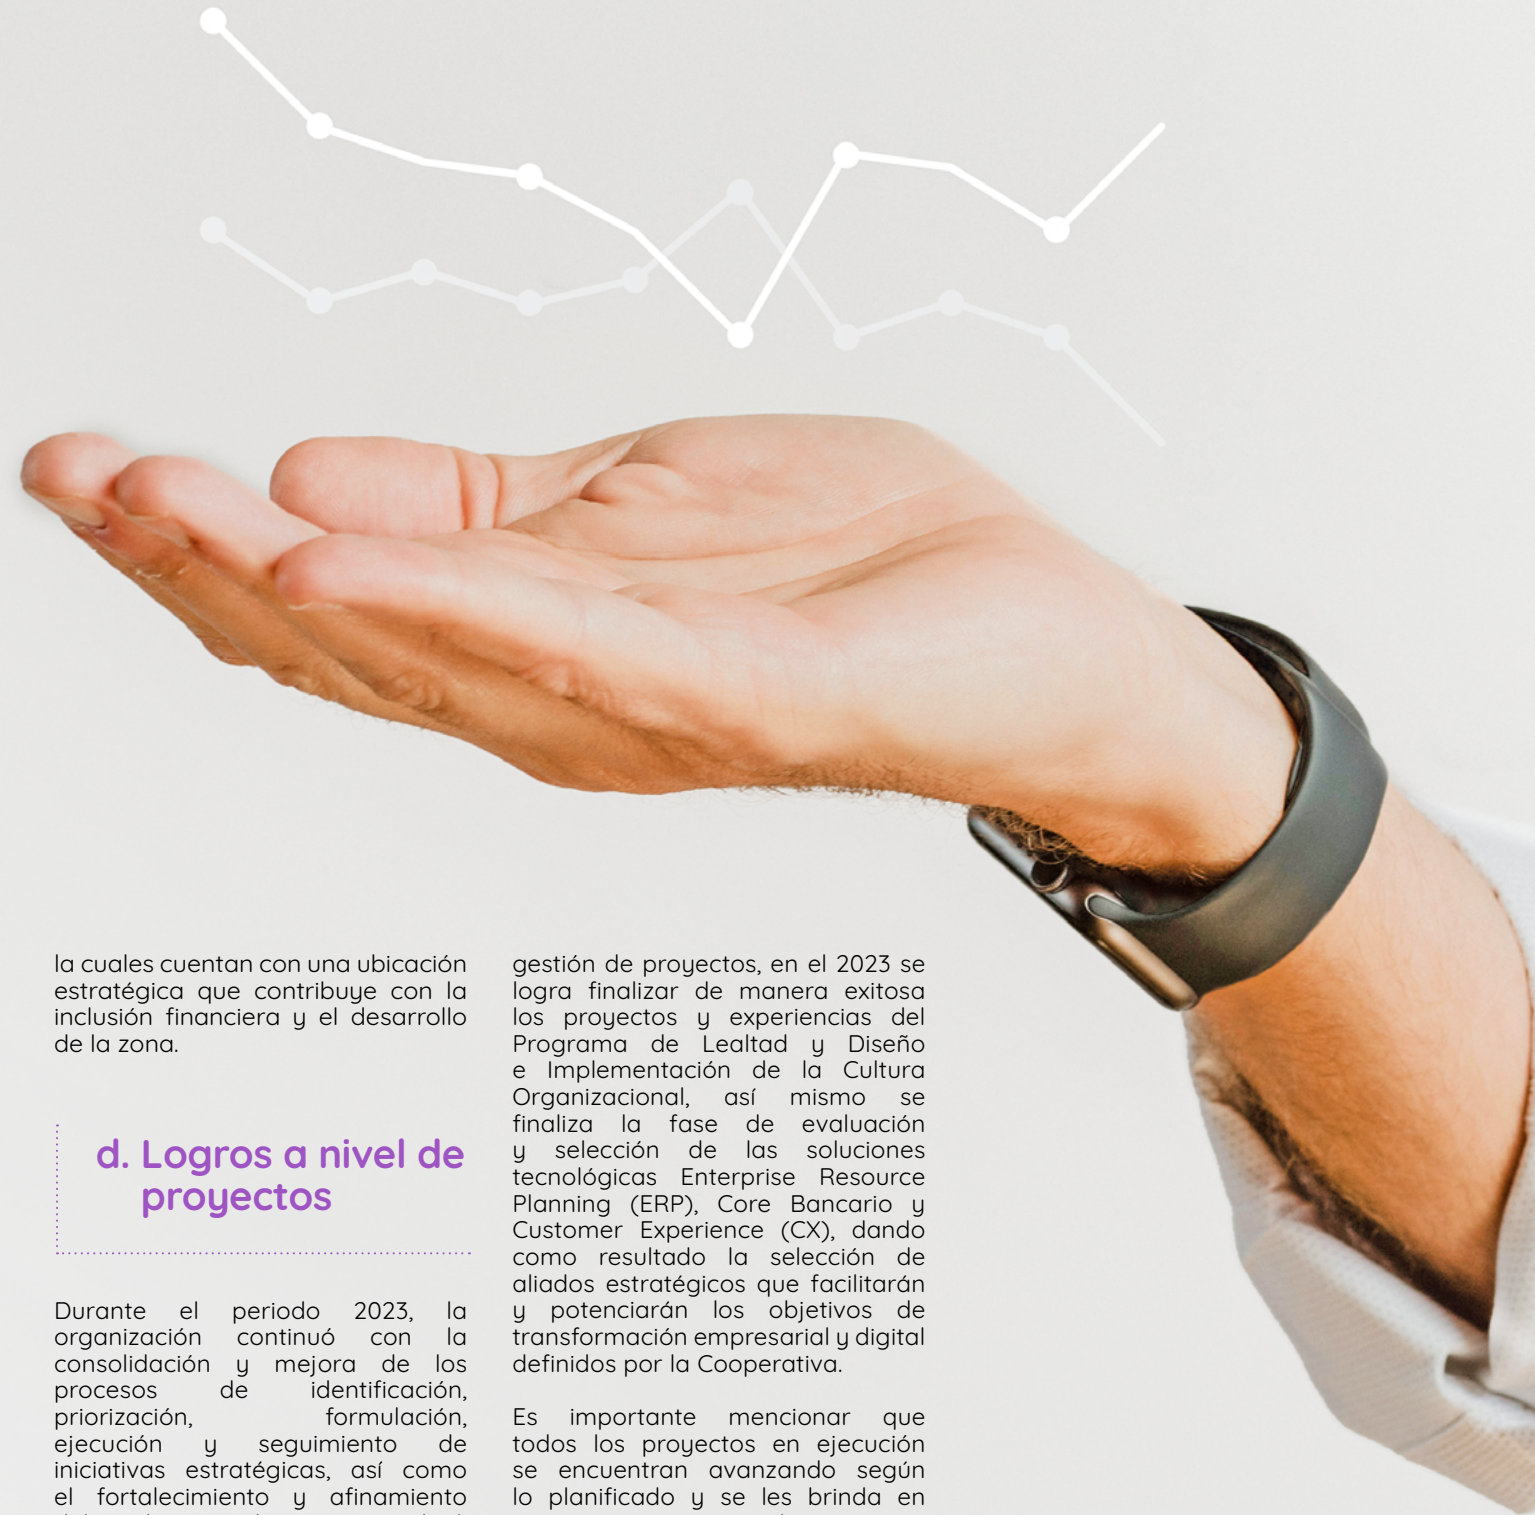 la cuales cuentan con una ubicación
estratégica que contribuye con la
inclusión financiera y el desarrollo
de la zona.
d. Logros a nivel de
proyectos
Durante el periodo 2023, la
organización continuó con la
consolidación y mejora de los
procesos de identificación,
priorización, formulación,
ejecución y seguimiento de
iniciativas estratégicas, así como
el fortalecimiento y afinamiento
gestión de proyectos, en el 2023 se
logra finalizar de manera exitosa
los proyectos y experiencias del
Programa de Lealtad y Diseño
e Implementación de la Cultura
Organizacional, así mismo se
finaliza la fase de evaluación
y selección de las soluciones
tecnológicas Enterprise Resource
Planning (ERP), Core Bancario y
Customer Experience (CX), dando
como resultado la selección de
aliados estratégicos que facilitarán
y potenciarán los objetivos de
transformación empresarial y digital
definidos por la Cooperativa.
Es importante mencionar que
todos los proyectos en ejecución
se encuentran avanzando según
lo planificado y se les brinda en